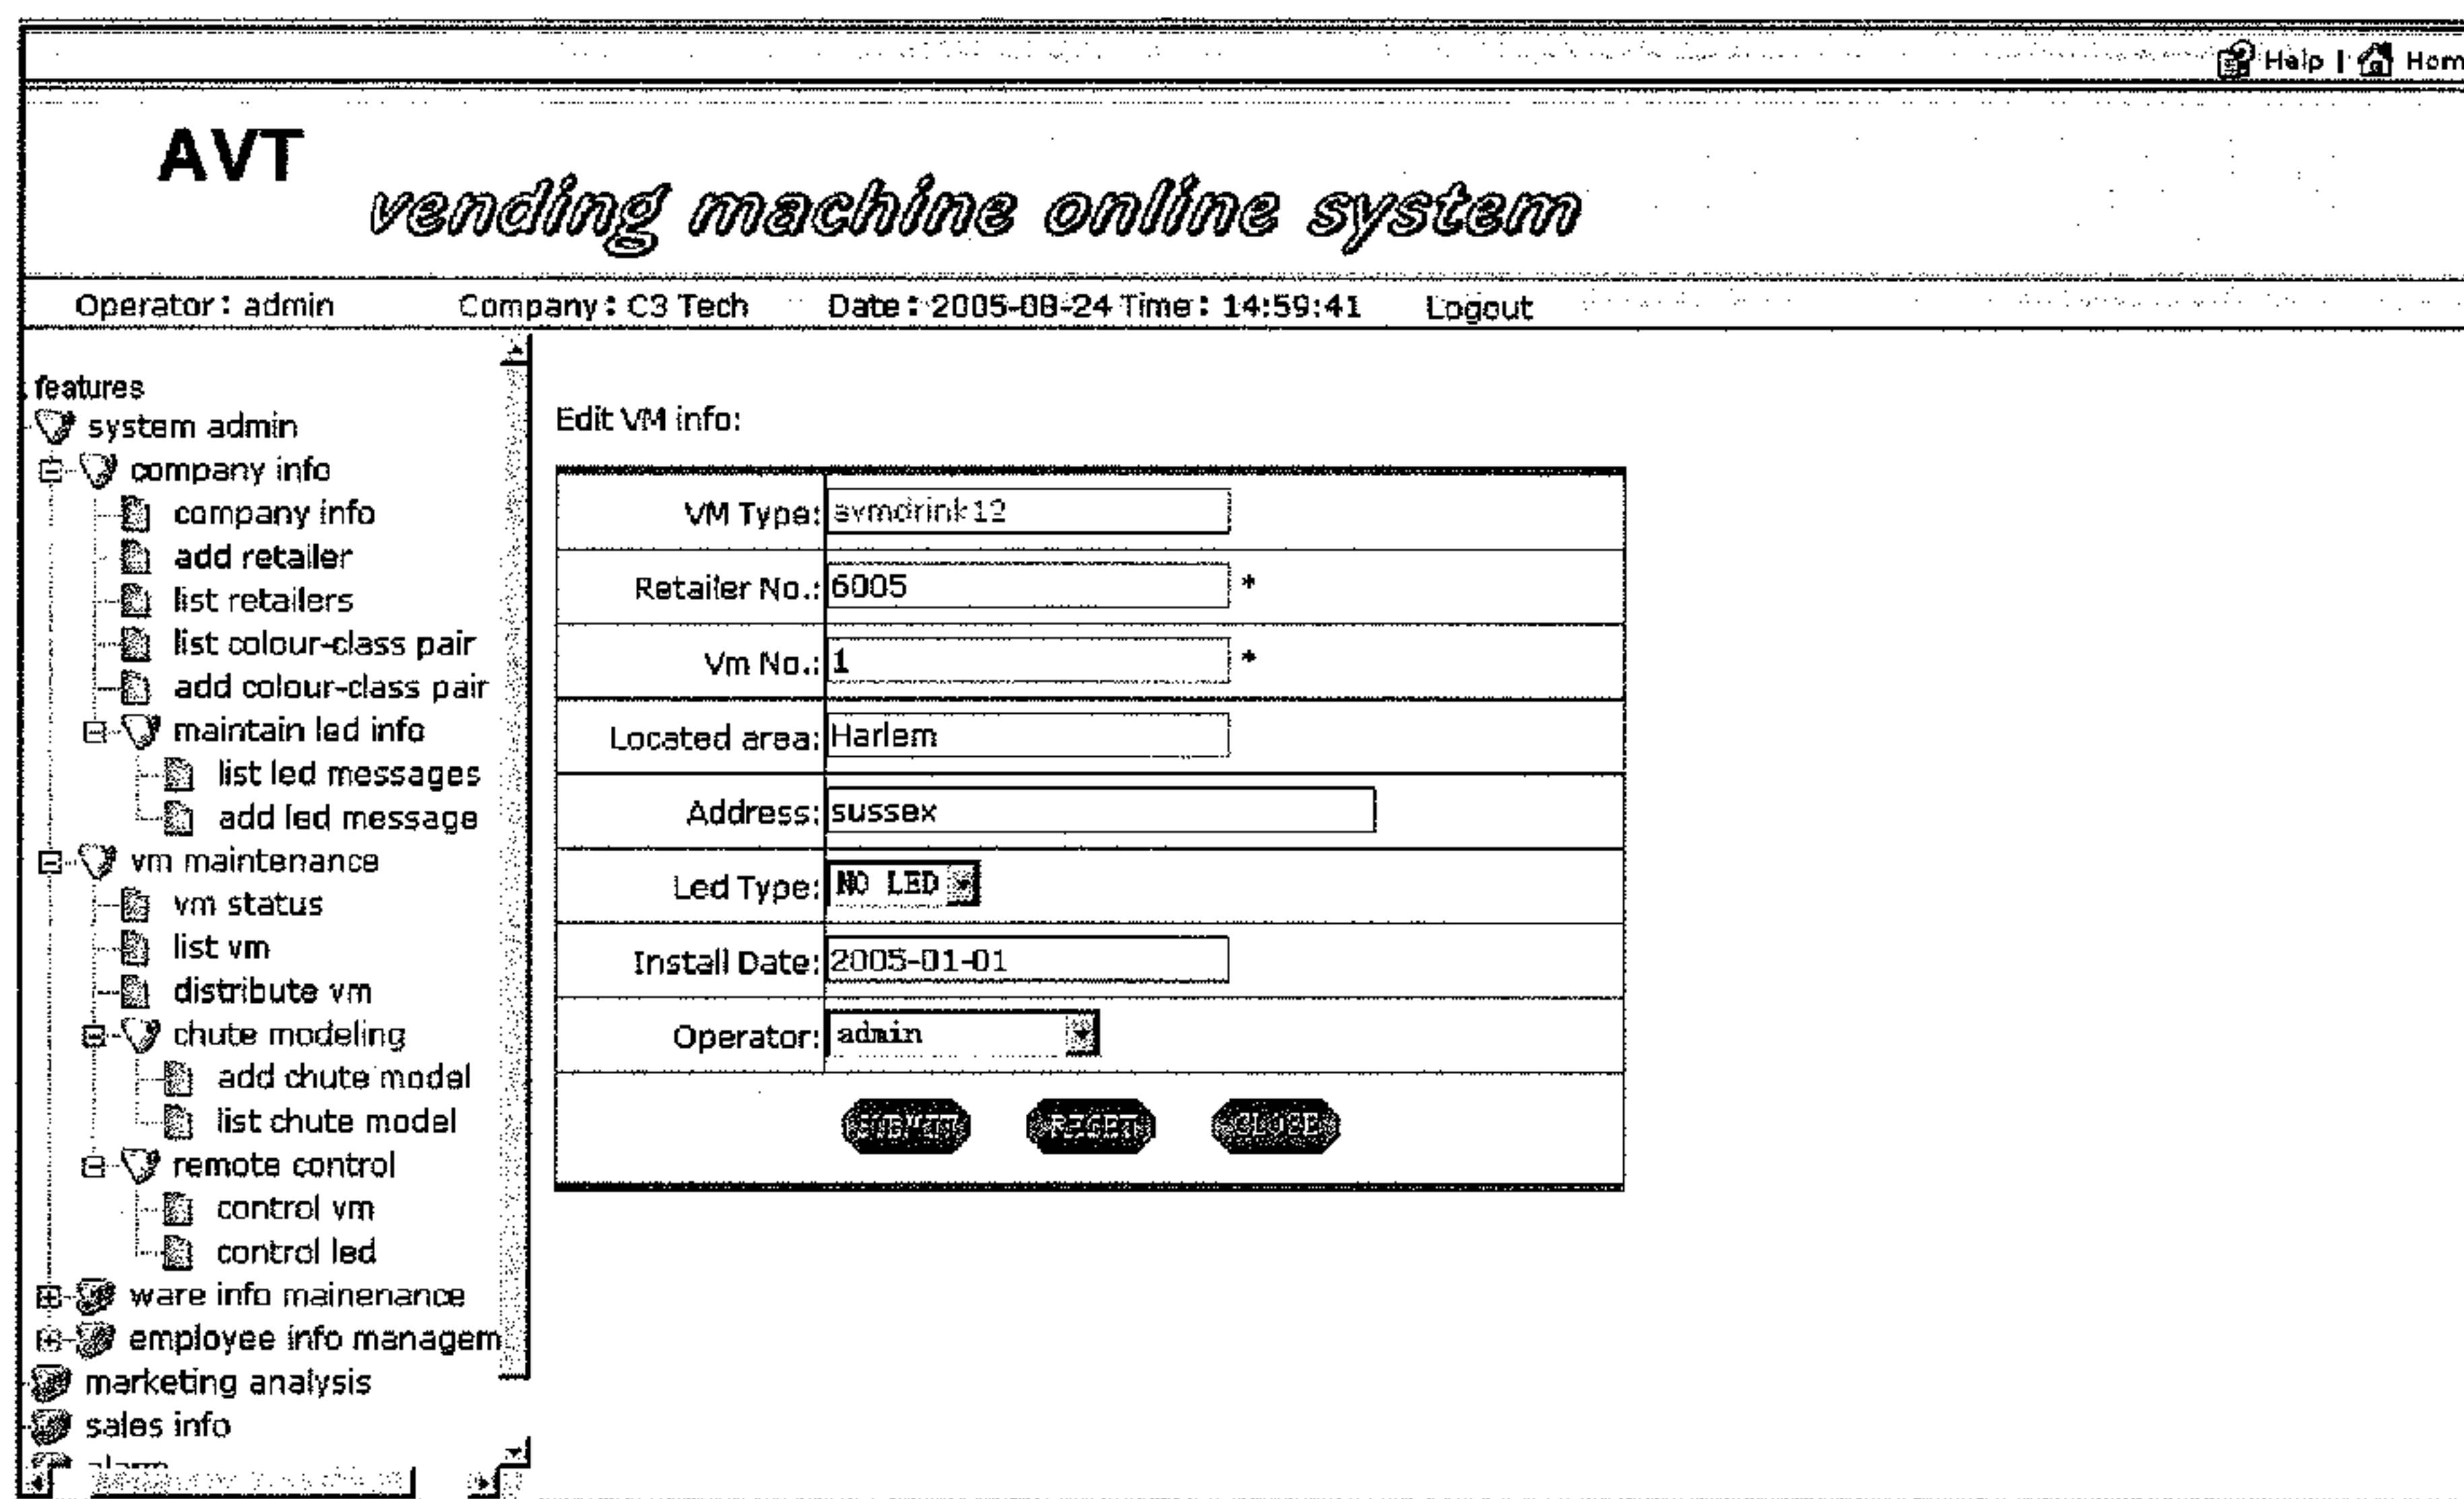 Help | Hom
AVT
vending machine online system
Operator: admin Company: C3 Tech Date: 2005-08-24 Time: 14:59:41 Logout
features
system admin
company info
company info
add retailer
list retailers
list colour-class pair
add colour-class pair
maintain led info
list led messages
add led message
vm maintenance
vm status
list vm
distribute vm
chute modeling
add chute model
list chute model
remote control
control vm
control led
ware info mainenance
employee info managem
marketing analysis
sales info
Edit VM info:
VM Type:
Retailer No.: 6005 *
Vm No.: 1 *
Located area: Harlem
Address: sussex
Led Type: NO LED
Install Date: 2005-01-01
Operator: admin
SUBMIT RESET CLOSE